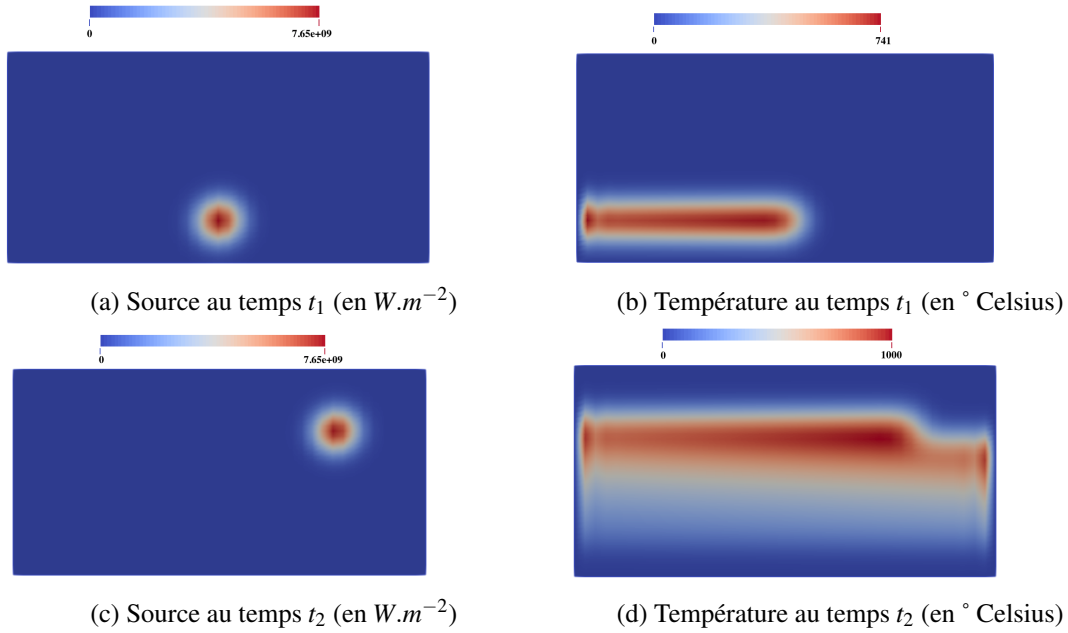 0 7.65e+09
0 741
(a) Source au temps t₁ (en W.m⁻²)
(b) Température au temps t₁ (en ° Celsius)
0 7.65e+09
0 1000
(c) Source au temps t₂ (en W.m⁻²)
(d) Température au temps t₂ (en ° Celsius)